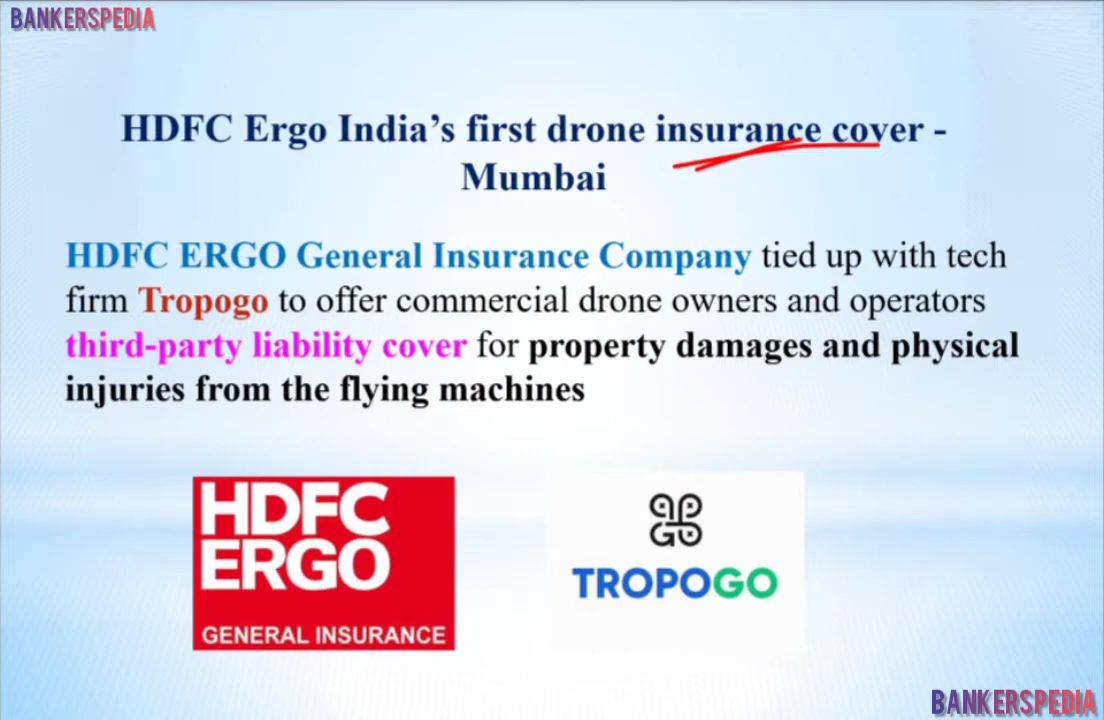 BANKERSPEDIA
HDFC Ergo India’s first drone insurance cover -
Mumbai
HDFC ERGO General Insurance Company tied up with tech
firm Tropogo to offer commercial drone owners and operators
third-party liability cover for property damages and physical
injuries from the flying machines
HDFC
ERGO
GENERAL INSURANCE
TROPOGO
BANKERSPEDIA